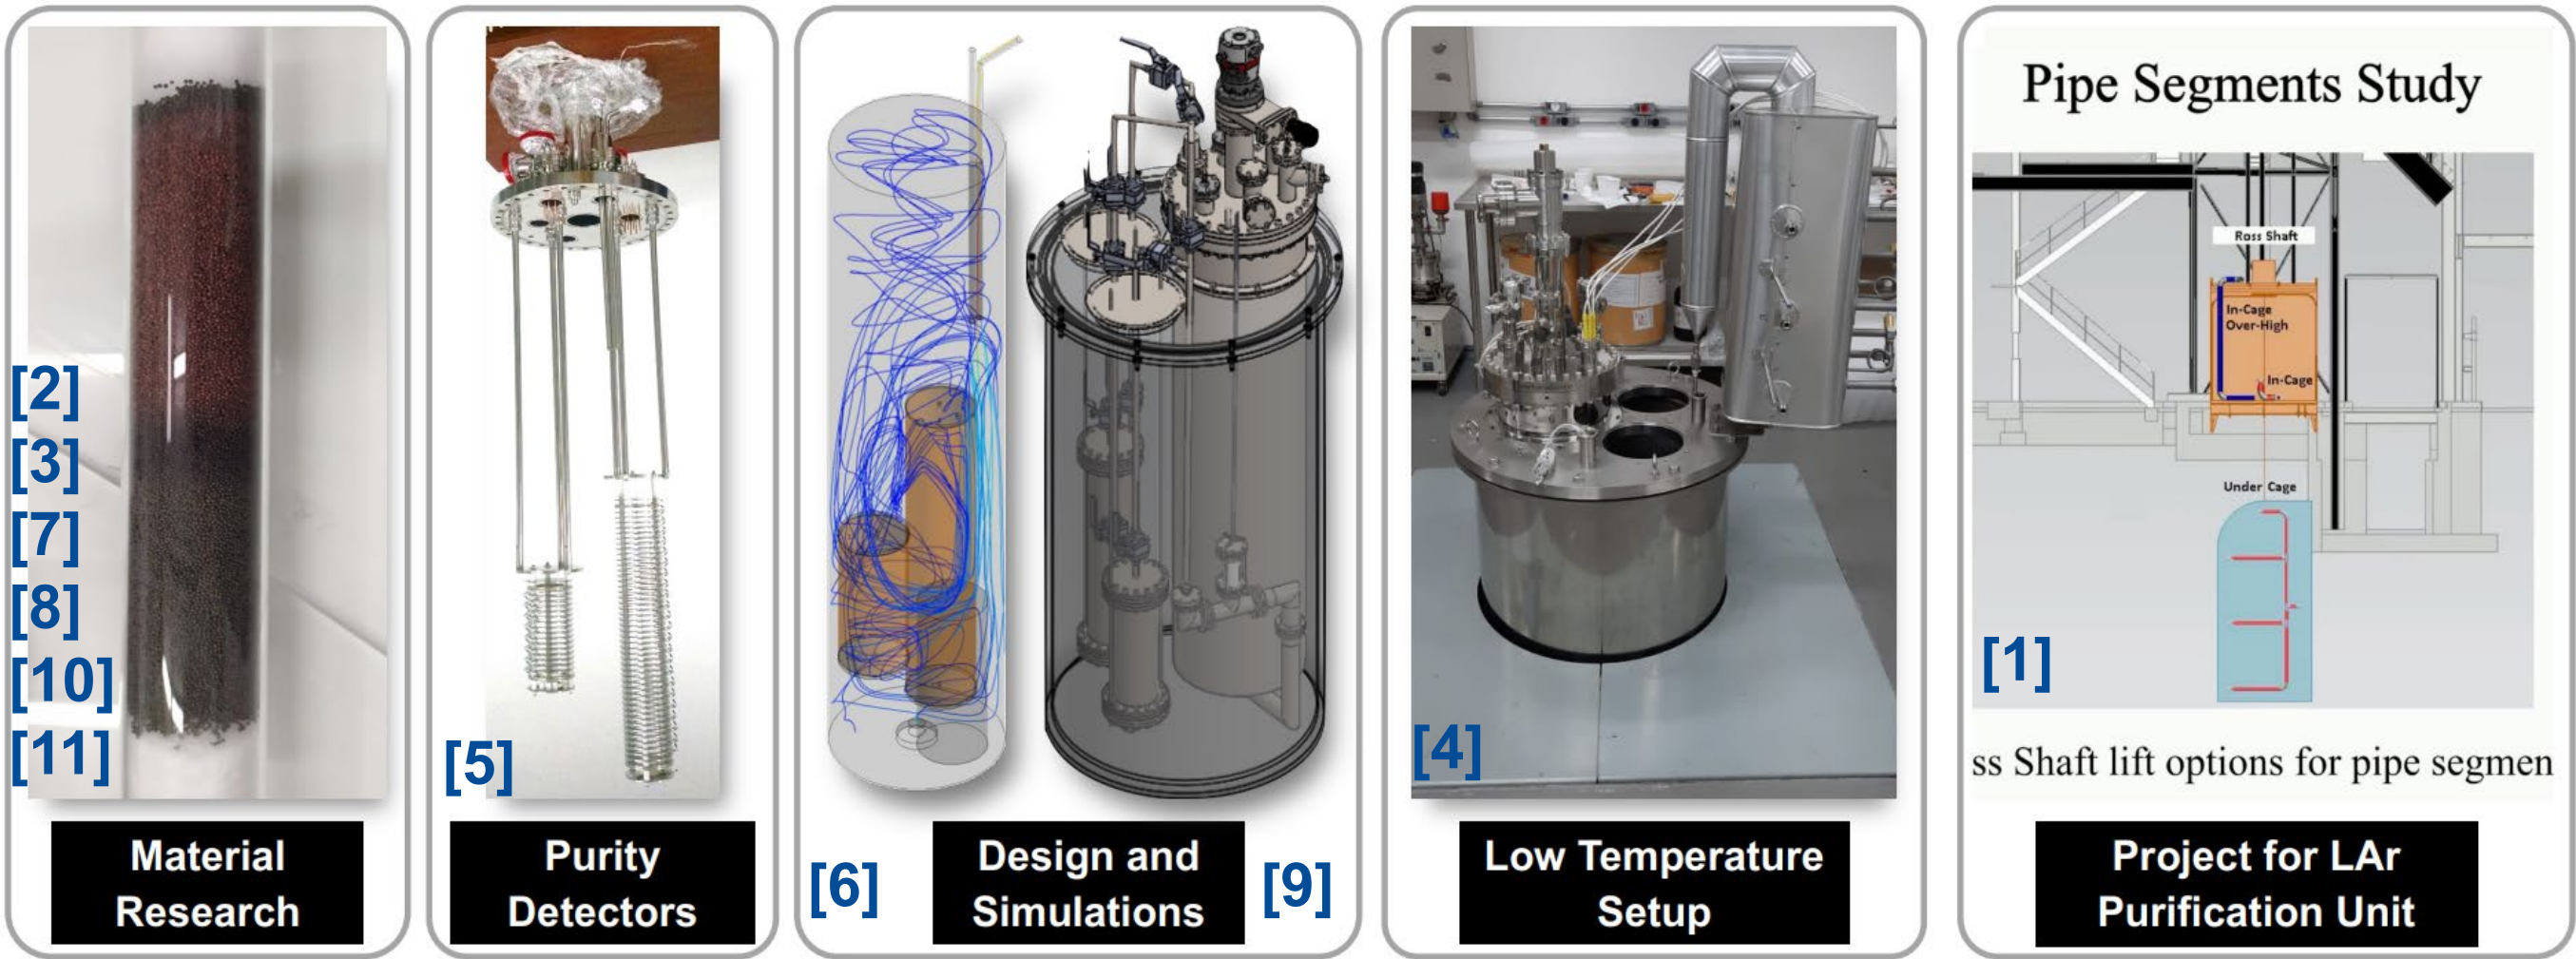 [2]
[3]
[7]
[8]
[10]
[11]
Material
Research
[5]
Purity
Detectors
[6]
Design and
Simulations
[9]
[4]
Low Temperature
Setup
Pipe Segments Study
Ross Shaft
In-Cage
Over-High
In-Cage
Under Cage
[1]
ss Shaft lift options for pipe segmen
Project for LAr
Purification Unit